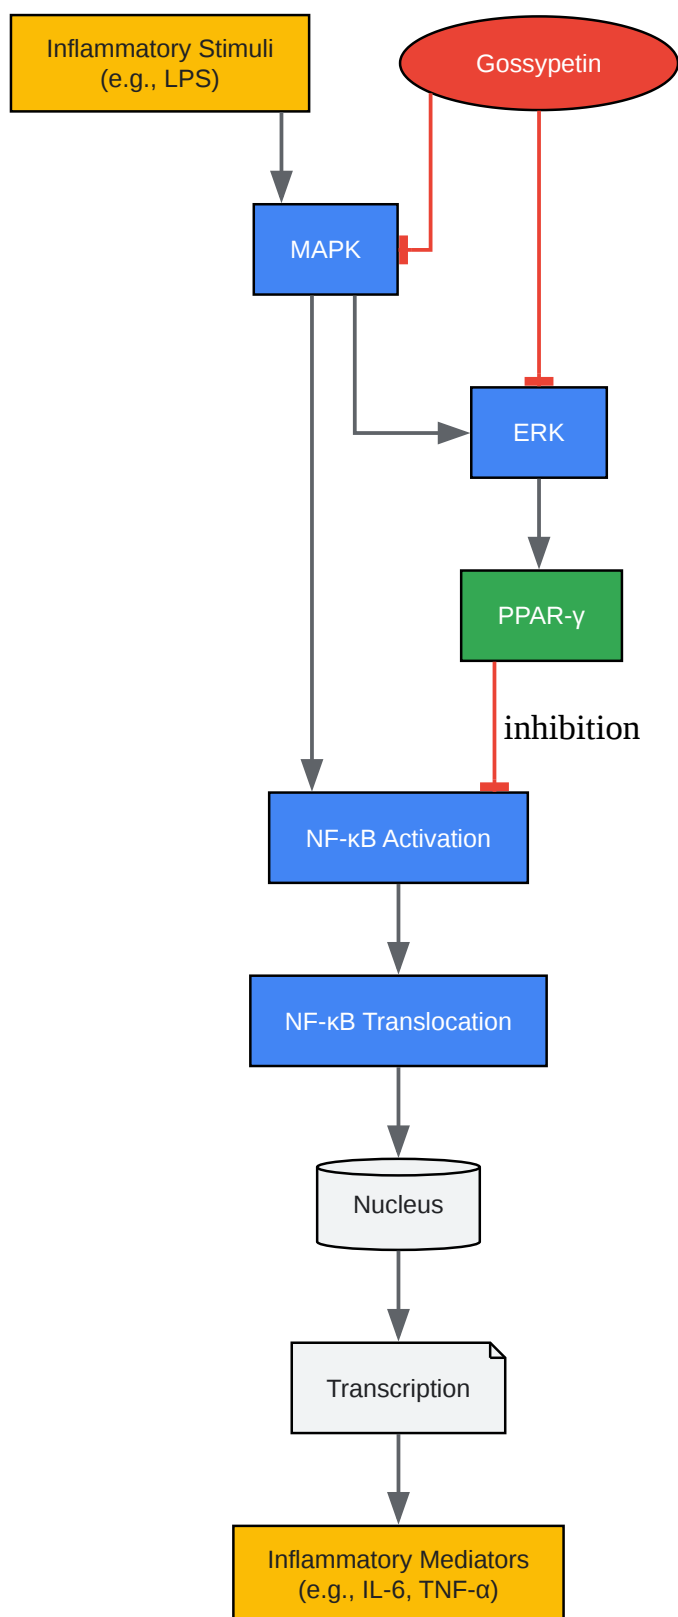 Inflammatory Stimuli
(e.g., LPS)
Gossypetin
MAPK
ERK
PPAR-γ
inhibition
NF-κB Activation
NF-κB Translocation
Nucleus
Transcription
Inflammatory Mediators
(e.g., IL-6, TNF-α)